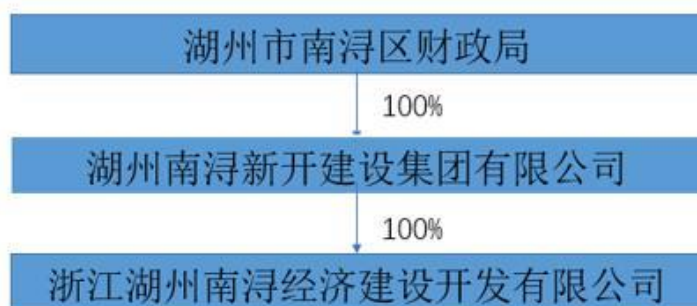 湖州市南浔区财政局
100%
湖州南浔新开建设集团有限公司
100%
浙江湖州南浔经济建设开发有限公司